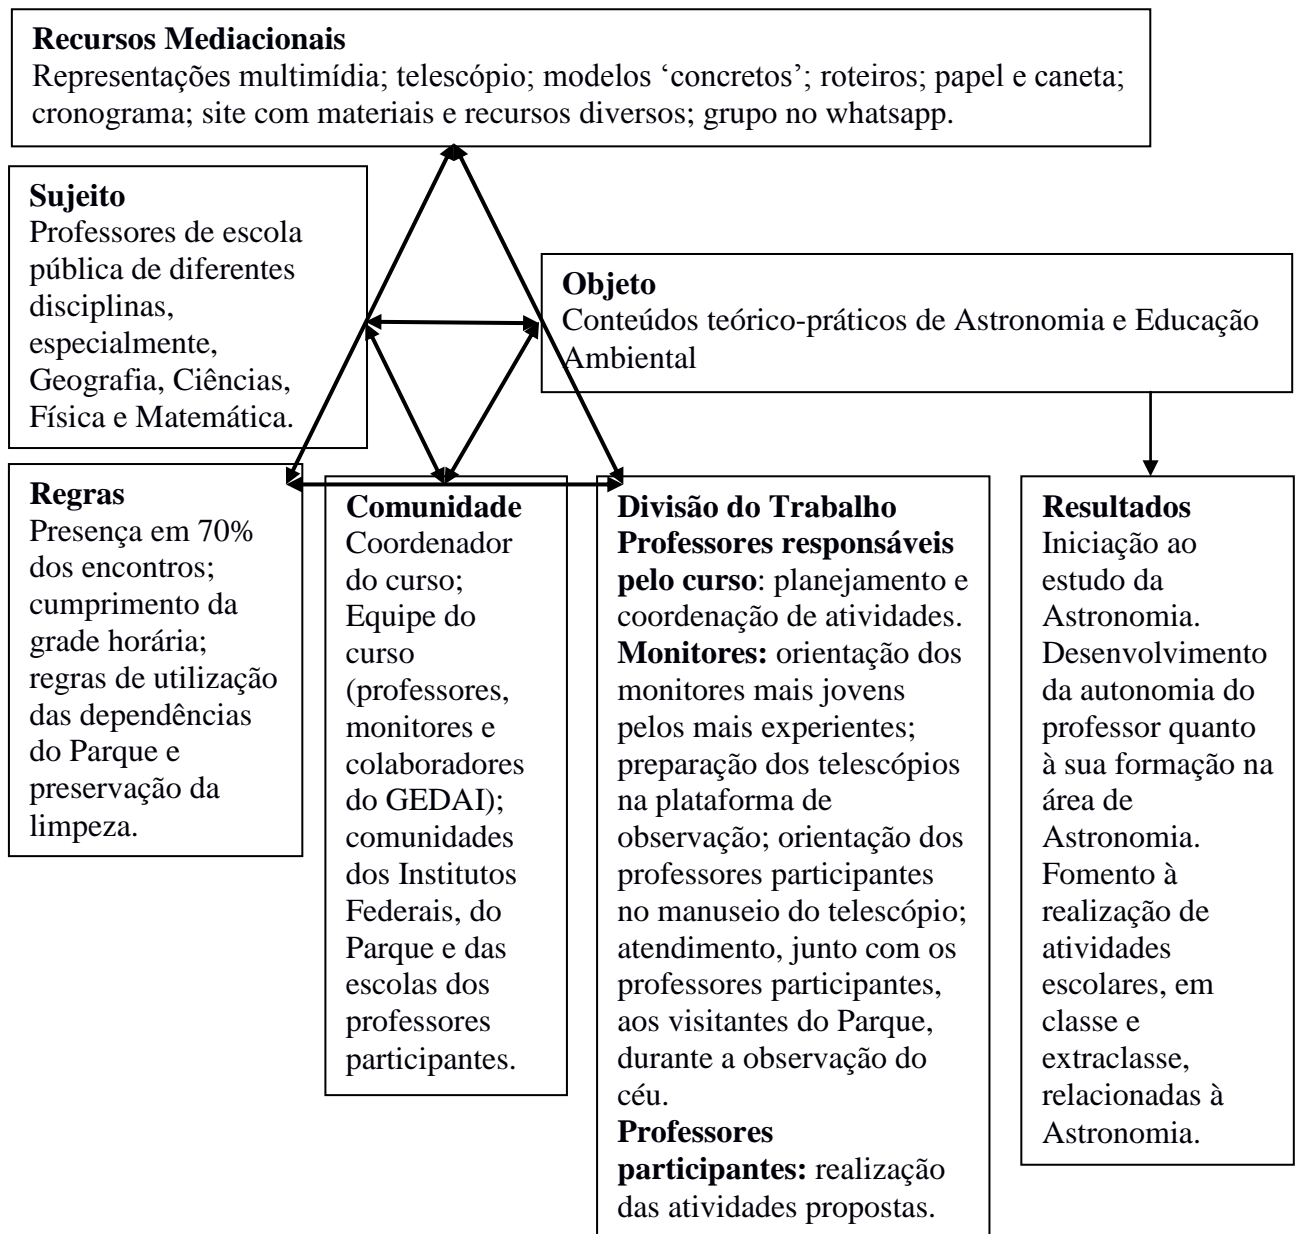 Recursos Mediacionais
Representações multimídia; telescópio; modelos ‘concretos’; roteiros; papel e caneta;
cronograma; site com materiais e recursos diversos; grupo no whatsapp.
Sujeito
Professores de escola
pública de diferentes
disciplinas,
especialmente,
Geografia, Ciências,
Física e Matemática.
Objeto
Conteúdos teórico-práticos de Astronomia e Educação
Ambiental
Regras
Presença em 70%
dos encontros;
cumprimento da
grade horária;
regras de utilização
das dependências
do Parque e
preservação da
limpeza.
Comunidade
Coordenador
do curso;
Equipe do
curso
(professores,
monitores e
colaboradores
do GEDAI);
comunidades
dos Institutos
Federais, do
Parque e das
escolas dos
professores
participantes.
Divisão do Trabalho
Professores responsáveis
pelo curso: planejamento e
coordenação de atividades.
Monitores: orientação dos
monitores mais jovens
pelos mais experientes;
preparação dos telescópios
na plataforma de
observação; orientação dos
professores participantes
no manuseio do telescópio;
atendimento, junto com os
professores participantes,
aos visitantes do Parque,
durante a observação do
céu.
Professores
participantes: realização
das atividades propostas.
Resultados
Iniciação ao
estudo da
Astronomia.
Desenvolvimento
da autonomia do
professor quanto
à sua formação na
área de
Astronomia.
Fomento à
realização de
atividades
escolares, em
classe e
extraclasse,
relacionadas à
Astronomia.